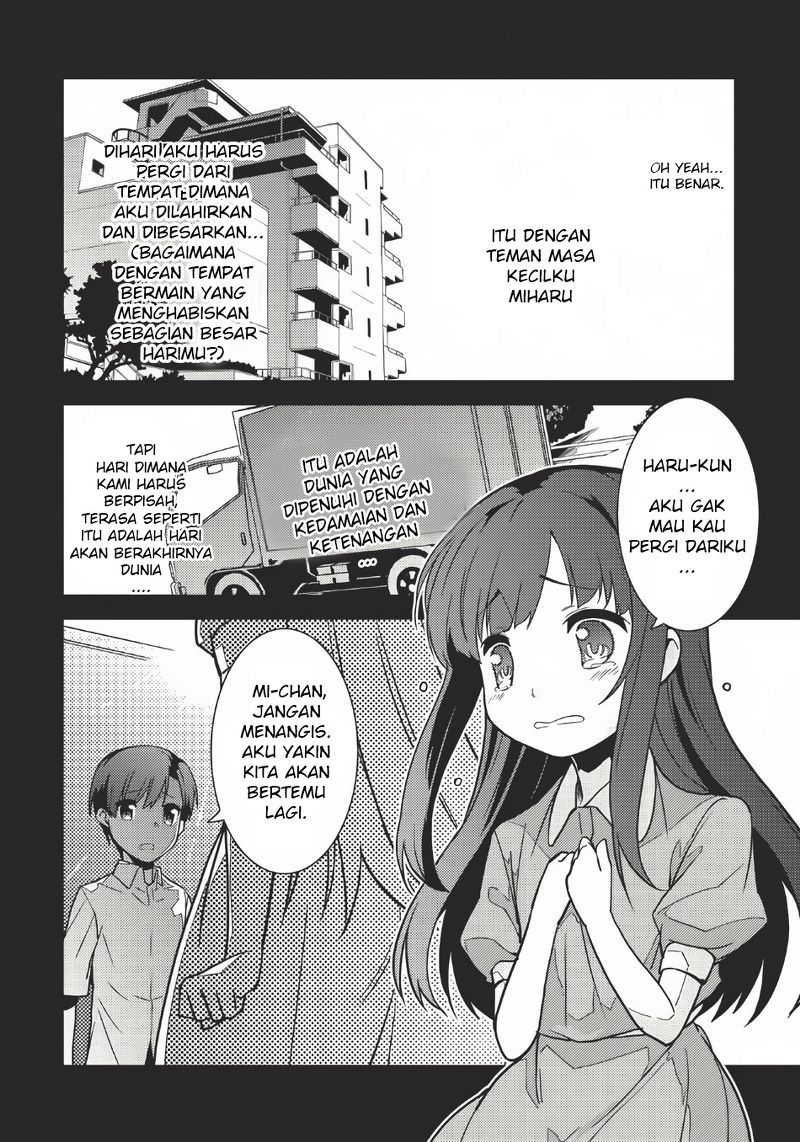 OH YEAH...
ITU BENAR.
ITU DENGAN
TEMAN MASA
KECILKU
MIHARU
DIHARI AKU HARUS
PERGI DARI
TEMPAT DIMANA
AKU DILAHIRKAN
DAN DIBESARKAN...
(BAGAIMANA
DENGAN TEMPAT
BERMAIN YANG
MENGHABISKAN
SEBAGIAN BESAR
HARIMU?)
HARU-KUN
...
AKU GAK
MAU KAU
PERGI DARIKU
...
ITU ADALAH
DUNIA YANG
DIPENUHI DENGAN
KEDAMAIAN DAN
KETENANGAN
...
TAPI
HARI DIMANA
KAMI HARUS
BERPISAH,
TERASA SEPERTI
ITU ADALAH HARI
AKAN BERAKHIRNYA
DUNIA
....
MI-CHAN,
JANGAN
MENANGIS.
AKU YAKIN
KITA AKAN
BERTEMU
LAGI.